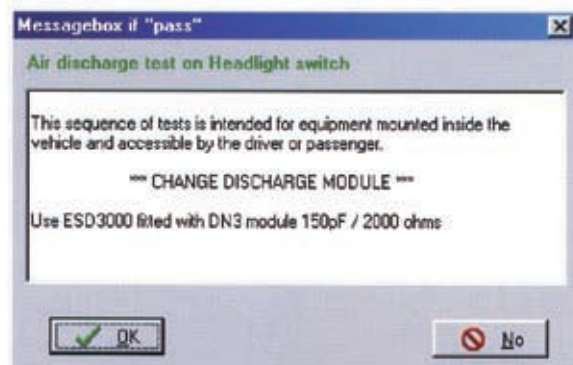 Messagebox if "pass"
Air discharge test on Headlight switch
This sequence of tests is intended for equipment mounted inside the
vehicle and accessible by the driver or passenger.
*** CHANGE DISCHARGE MODULE ***
Use ESD3000 fitted with DN3 module 150pF / 2000 ohms
OK
No